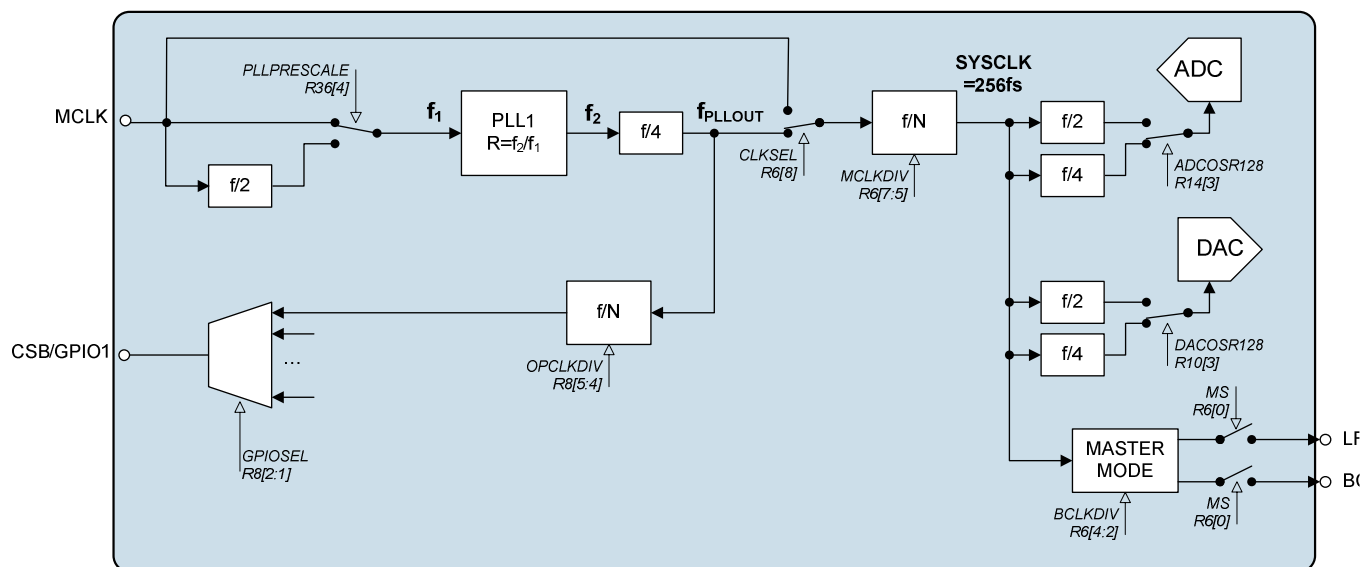 PLLPRESCALE
R36[4]
MCLK
f/2
f1
PLL1
R=f2/f1
f2
f/4
fPLLOUT
CLKSEL
R6[8]
f/N
MCLKDIV
R6[7:5]
SYSCLK
=256fs
f/2
f/4
ADC
ADCOSR128
R14[3]
DAC
f/2
f/4
DACOSR128
R10[3]
f/N
OPCLKDIV
R8[5:4]
CSB/GPIO1
...
GPIOSEL
R8[2:1]
MASTER
MODE
BCLKDIV
R6[4:2]
MS
R6[0]
MS
R6[0]